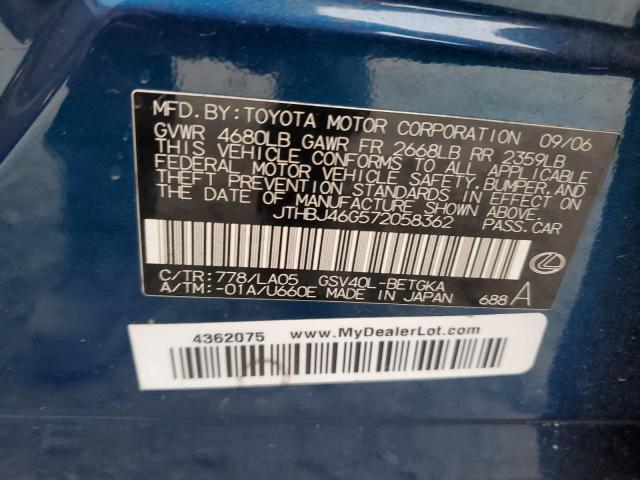 MFD. BY: TOYOTA MOTOR CORPORATION 09/06
GVWR 4680LB GAWR FR 2668LB RR 2359LB
THIS VEHICLE CONFORMS TO ALL APPLICABLE
FEDERAL MOTOR VEHICLE SAFETY, BUMPER, AND
THEFT PREVENTION STANDARDS IN EFFECT ON
THE DATE OF MANUFACTURE SHOWN ABOVE.
JTHBJ46G572058362 PASS.CAR
C/TR: 778/LA05 GSV40L-BETGKA
A/TM: -01A/U660E MADE IN JAPAN 688 A
4362075 www.MyDealerLot.com